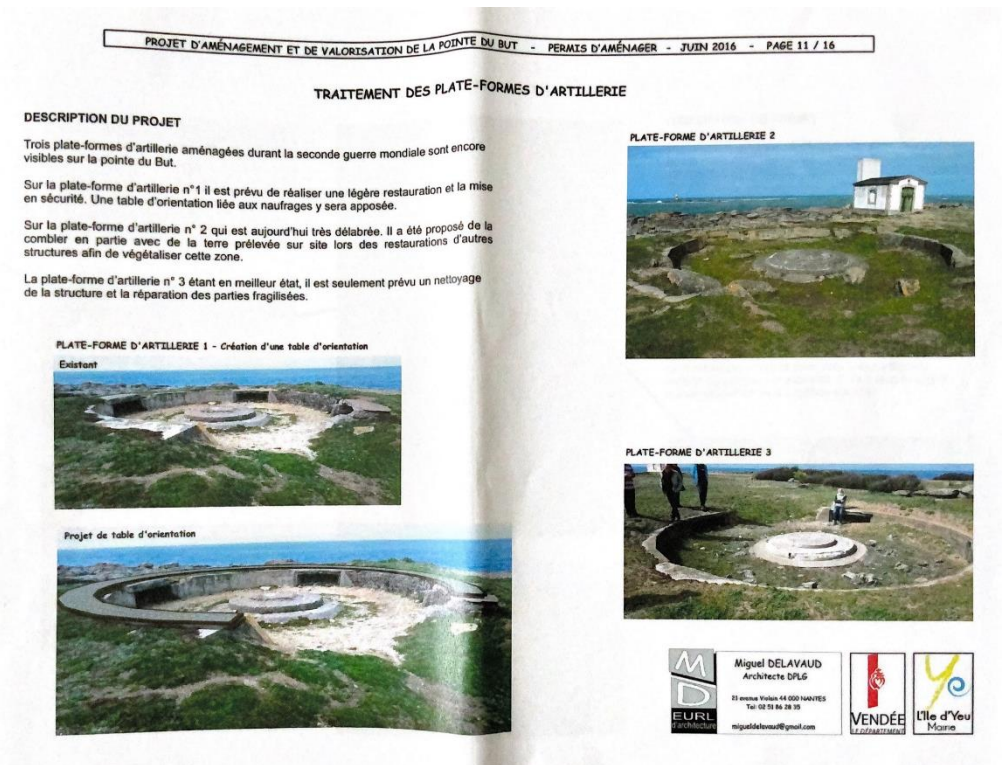 PROJET D'AMÉNAGEMENT ET DE VALORISATION DE LA POINTE DU BUT - PERMIS D'AMÉNAGER - JUIN 2016 - PAGE 11 / 16
TRAITEMENT DES PLATE-FORMES D'ARTILLERIE
DESCRIPTION DU PROJET
Trois plate-formes d'artillerie aménagées durant la seconde guerre mondiale sont encore
visibles sur la pointe du But.
Sur la plate-forme d'artillerie n°1 il est prévu de réaliser une légère restauration et la mise
en sécurité. Une table d'orientation liée aux naufrages y sera apposée.
Sur la plate-forme d'artillerie n° 2 qui est aujourd'hui très délabrée. Il a été proposé de la
combler en partie avec de la terre prélevée sur site lors des restaurations d'autres
structures afin de végétaliser cette zone.
La plate-forme d'artillerie n° 3 étant en meilleur état, il est seulement prévu un nettoyage
de la structure et la réparation des parties fragilisées.
PLATE-FORME D'ARTILLERIE 1 - Création d'une table d'orientation
Existant
Projet de table d'orientation
PLATE-FORME D'ARTILLERIE 2
PLATE-FORME D'ARTILLERIE 3
MD
EURL
d'architecture
Miguel DELAVAUD
Architecte DPLG
23 avenue Violain 44 000 NANTES
Tel: 02 51 86 28 35
migueldelavaud@gmail.com
VENDÉE
LE DÉPARTEMENT
L'Ile d'Yeu
Mairie